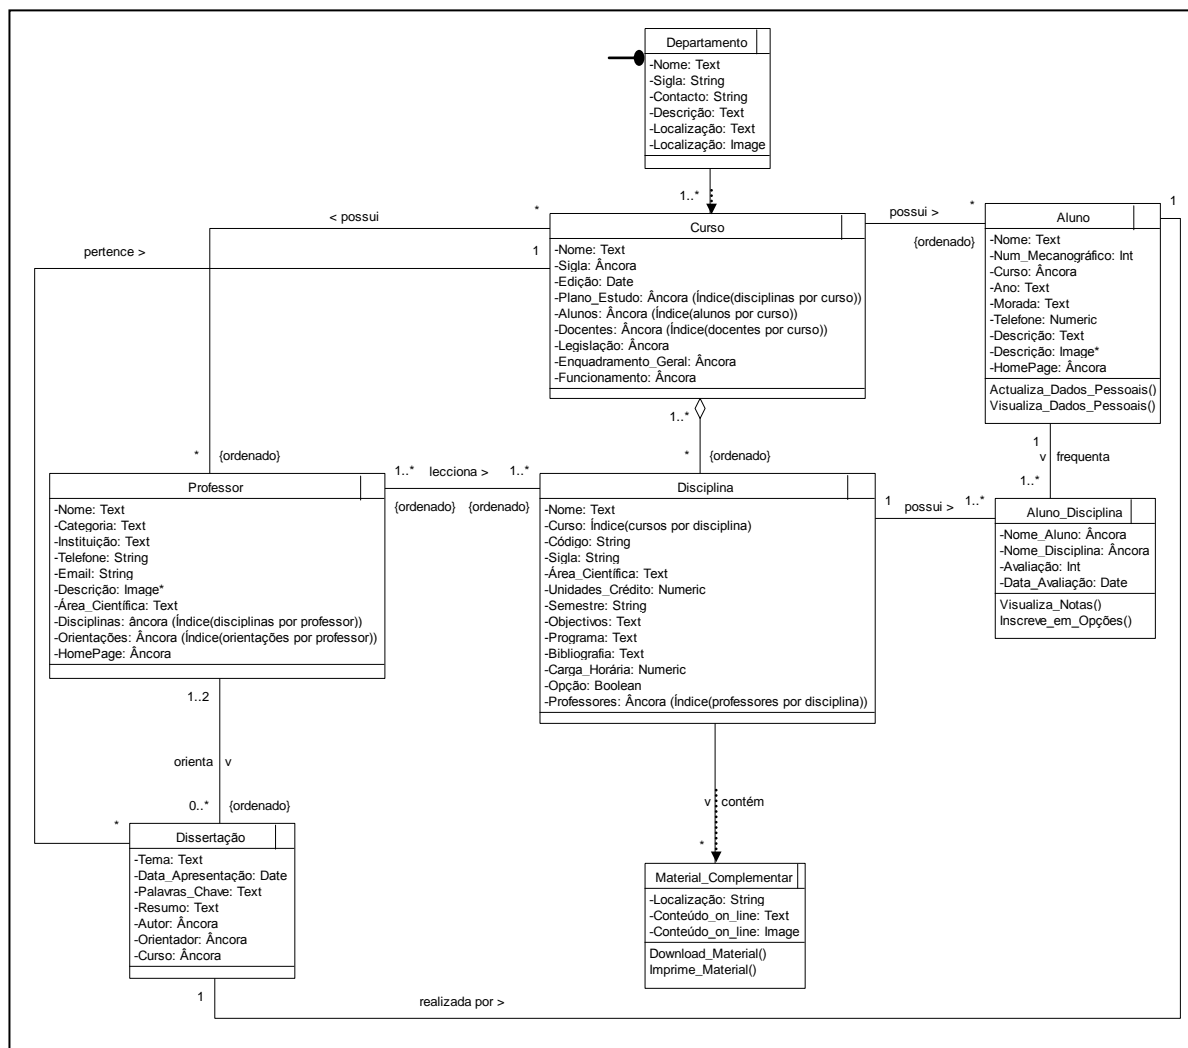 Departamento
-Nome: Text
-Sigla: String
-Contacto: String
-Descrição: Text
-Localização: Text
-Localização: Image
1..*
< possui
*
possui >
*
{ordenado}
1
pertence >
1
Curso
-Nome: Text
-Sigla: Âncora
-Edição: Date
-Plano_Estudo: Âncora (Índice(disciplinas por curso))
-Alunos: Âncora (Índice(alunos por curso))
-Docentes: Âncora (Índice(docentes por curso))
-Legislação: Âncora
-Enquadramento_Geral: Âncora
-Funcionamento: Âncora
Aluno
-Nome: Text
-Num_Mecanográfico: Int
-Curso: Âncora
-Ano: Text
-Morada: Text
-Telefone: Numeric
-Descrição: Text
-Descrição: Image*
-HomePage: Âncora
Actualiza_Dados_Pessoais()
Visualiza_Dados_Pessoais()
1..*
* {ordenado}
* {ordenado}
1
v frequenta
1..*
1..* lecciona > 1..*
{ordenado} {ordenado}
1 possui > 1..*
Professor
-Nome: Text
-Categoria: Text
-Instituição: Text
-Telefone: String
-Email: String
-Descrição: Image*
-Área_Científica: Text
-Disciplinas: âncora (Índice(disciplinas por professor))
-Orientações: Âncora (Índice(orientações por professor))
-HomePage: Âncora
Disciplina
-Nome: Text
-Curso: Índice(cursos por disciplina)
-Código: String
-Sigla: String
-Área_Científica: Text
-Unidades_Crédito: Numeric
-Semestre: String
-Objectivos: Text
-Programa: Text
-Bibliografia: Text
-Carga_Horária: Numeric
-Opção: Boolean
-Professores: Âncora (Índice(professores por disciplina))
Aluno_Disciplina
-Nome_Aluno: Âncora
-Nome_Disciplina: Âncora
-Avaliação: Int
-Data_Avaliação: Date
Visualiza_Notas()
Inscreve_em_Opções()
1..2
orienta v
0..* {ordenado}
*
v contém
*
Dissertação
-Tema: Text
-Data_Apresentação: Date
-Palavras_Chave: Text
-Resumo: Text
-Autor: Âncora
-Orientador: Âncora
-Curso: Âncora
Material_Complementar
-Localização: String
-Conteúdo_on_line: Text
-Conteúdo_on_line: Image
Download_Material()
Imprime_Material()
1
realizada por >